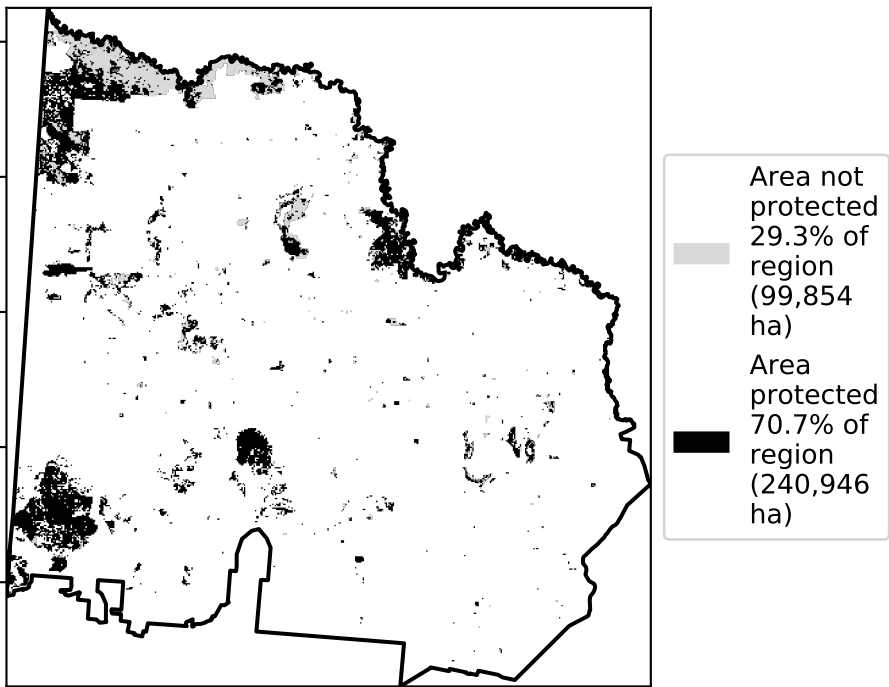 Area not
protected
29.3% of
region
(99,854
ha)
Area
protected
70.7% of
region
(240,946
ha)